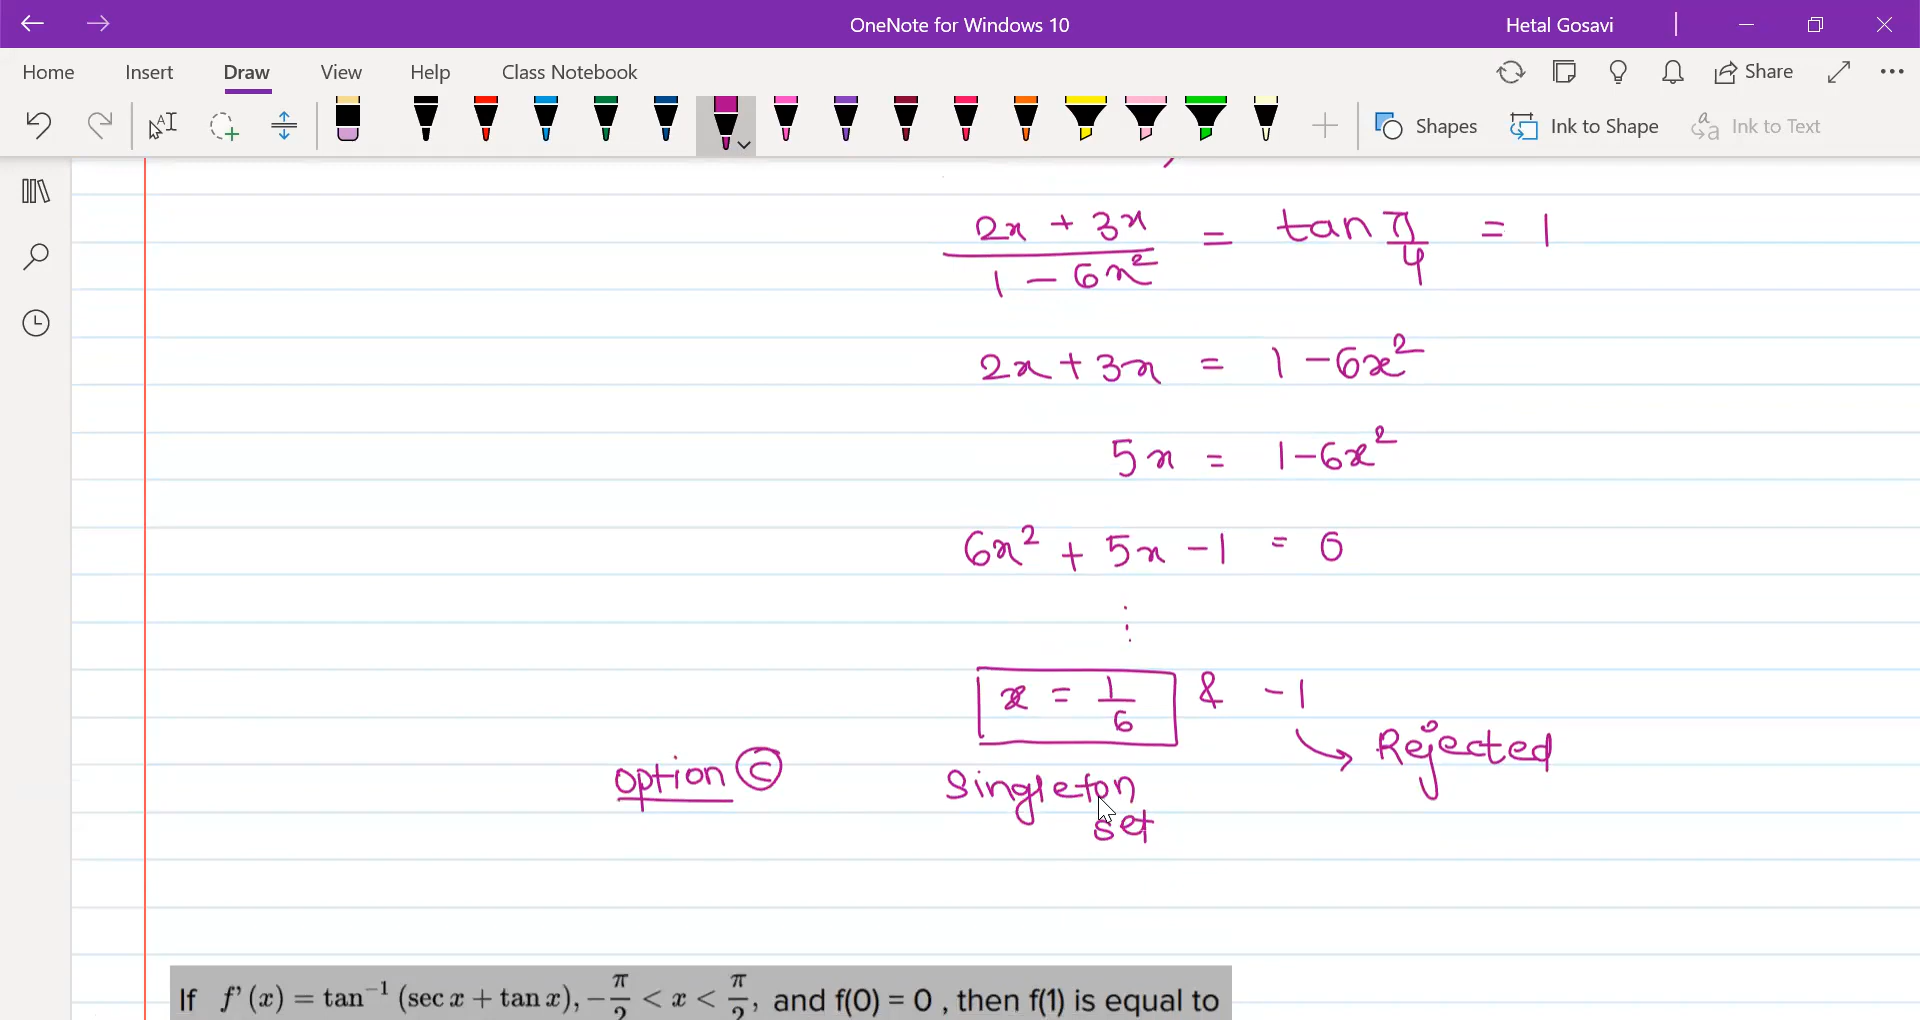 OneNote for Windows 10
Hetal Gosavi
Home Insert Draw View Help Class Notebook
Share
Shapes Ink to Shape Ink to Text
2x + 3x / 1 - 6x² = tan π/4 = 1
2x + 3x = 1 - 6x²
5x = 1 - 6x²
6x² + 5x - 1 = 0
⋮
x = 1/6 & -1
Rejected
option C
Singleton
set
If f’(x) = tan⁻¹ (sec x + tan x), -π/2 < x < π/2, and f(0) = 0 , then f(1) is equal to